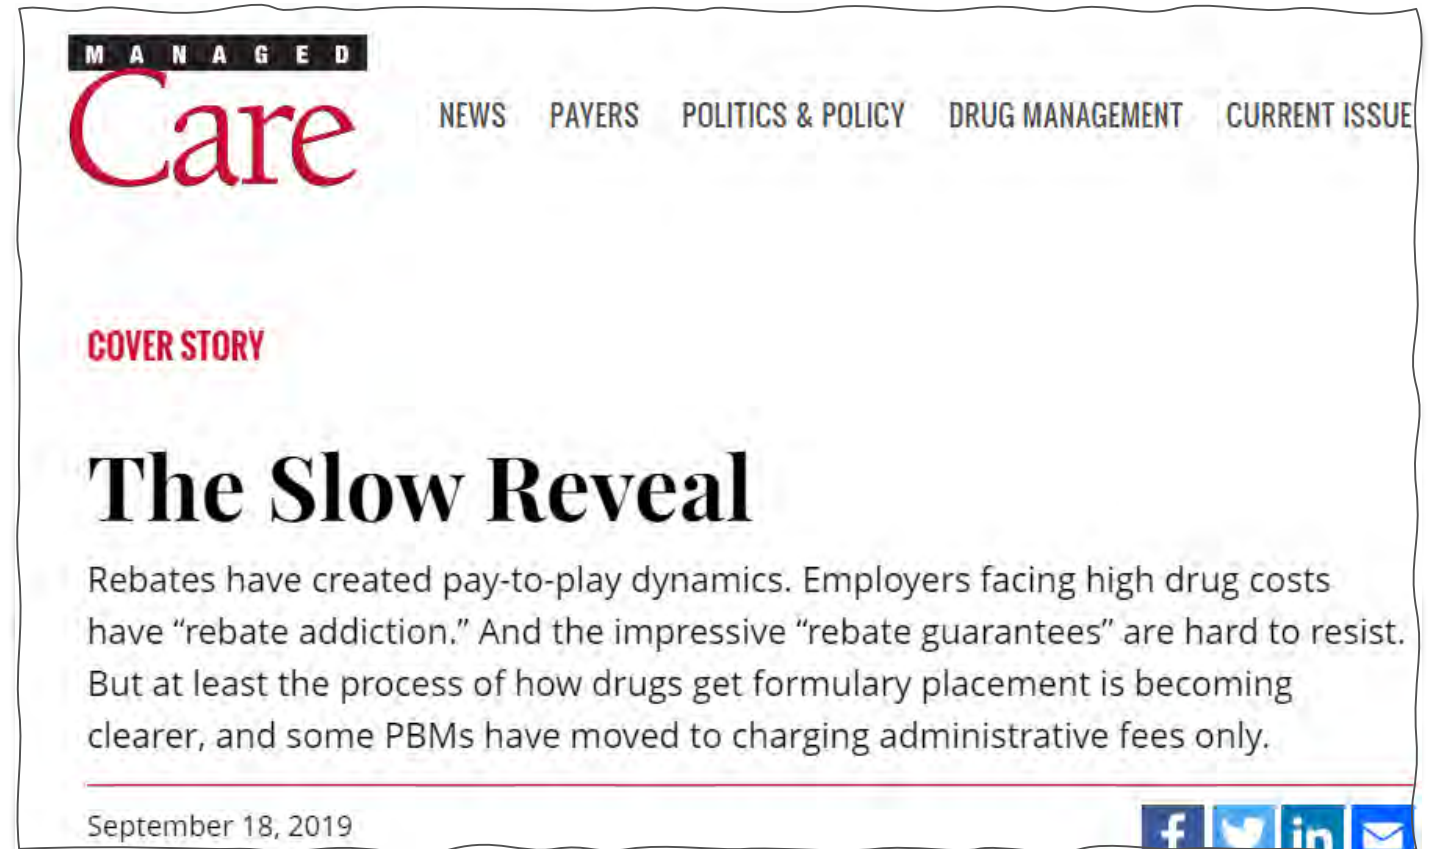 MANAGED
Care
NEWS PAYERS POLITICS & POLICY DRUG MANAGEMENT CURRENT ISSUE
COVER STORY
The Slow Reveal
Rebates have created pay-to-play dynamics. Employers facing high drug costs
have “rebate addiction.” And the impressive “rebate guarantees” are hard to resist.
But at least the process of how drugs get formulary placement is becoming
clearer, and some PBMs have moved to charging administrative fees only.
September 18, 2019
f in